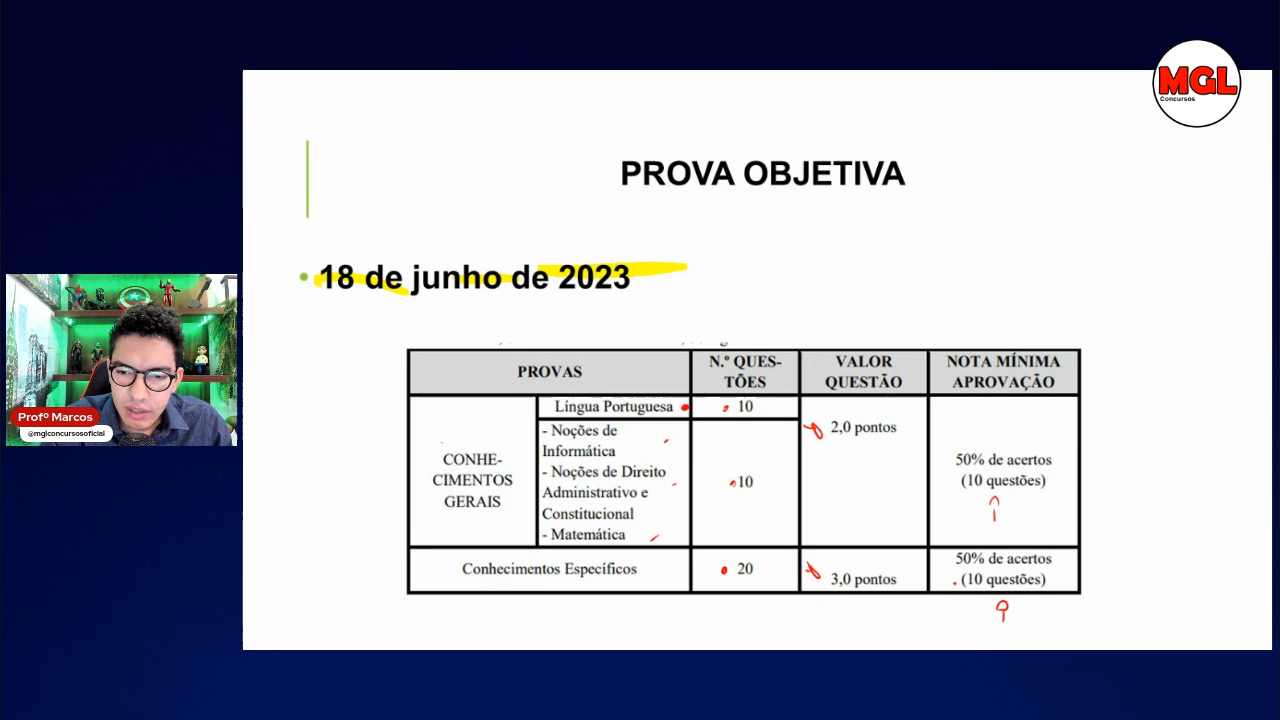 MGL
Concursos
PROVA OBJETIVA
• 18 de junho de 2023
PROVAS
N.º QUES-
TÕES
VALOR
QUESTÃO
NOTA MÍNIMA
APROVAÇÃO
CONHE-
CIMENTOS
GERAIS
Língua Portuguesa
10
2,0 pontos
- Noções de
Informática
- Noções de Direito
Administrativo e
Constitucional
- Matemática
10
50% de acertos
(10 questões)
Conhecimentos Específicos
20
3,0 pontos
50% de acertos
(10 questões)
Profº Marcos
@mglconcursosoficial